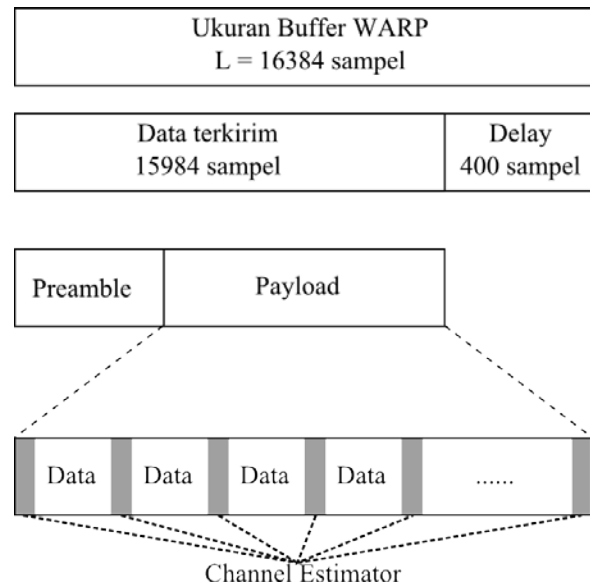 Ukuran Buffer WARP
L = 16384 sampel
Data terkirim
15984 sampel
Delay
400 sampel
Preamble
Payload
Data
Data
Data
Data
......
Channel Estimator